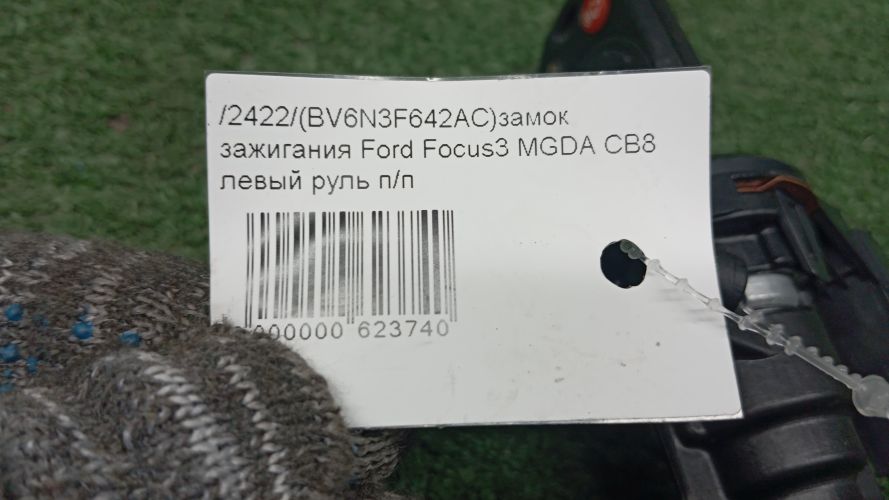 /2422/(BV6N3F642AC)замок
зажигания Ford Focus3 MGDA CB8
левый руль п/п
000000 623740